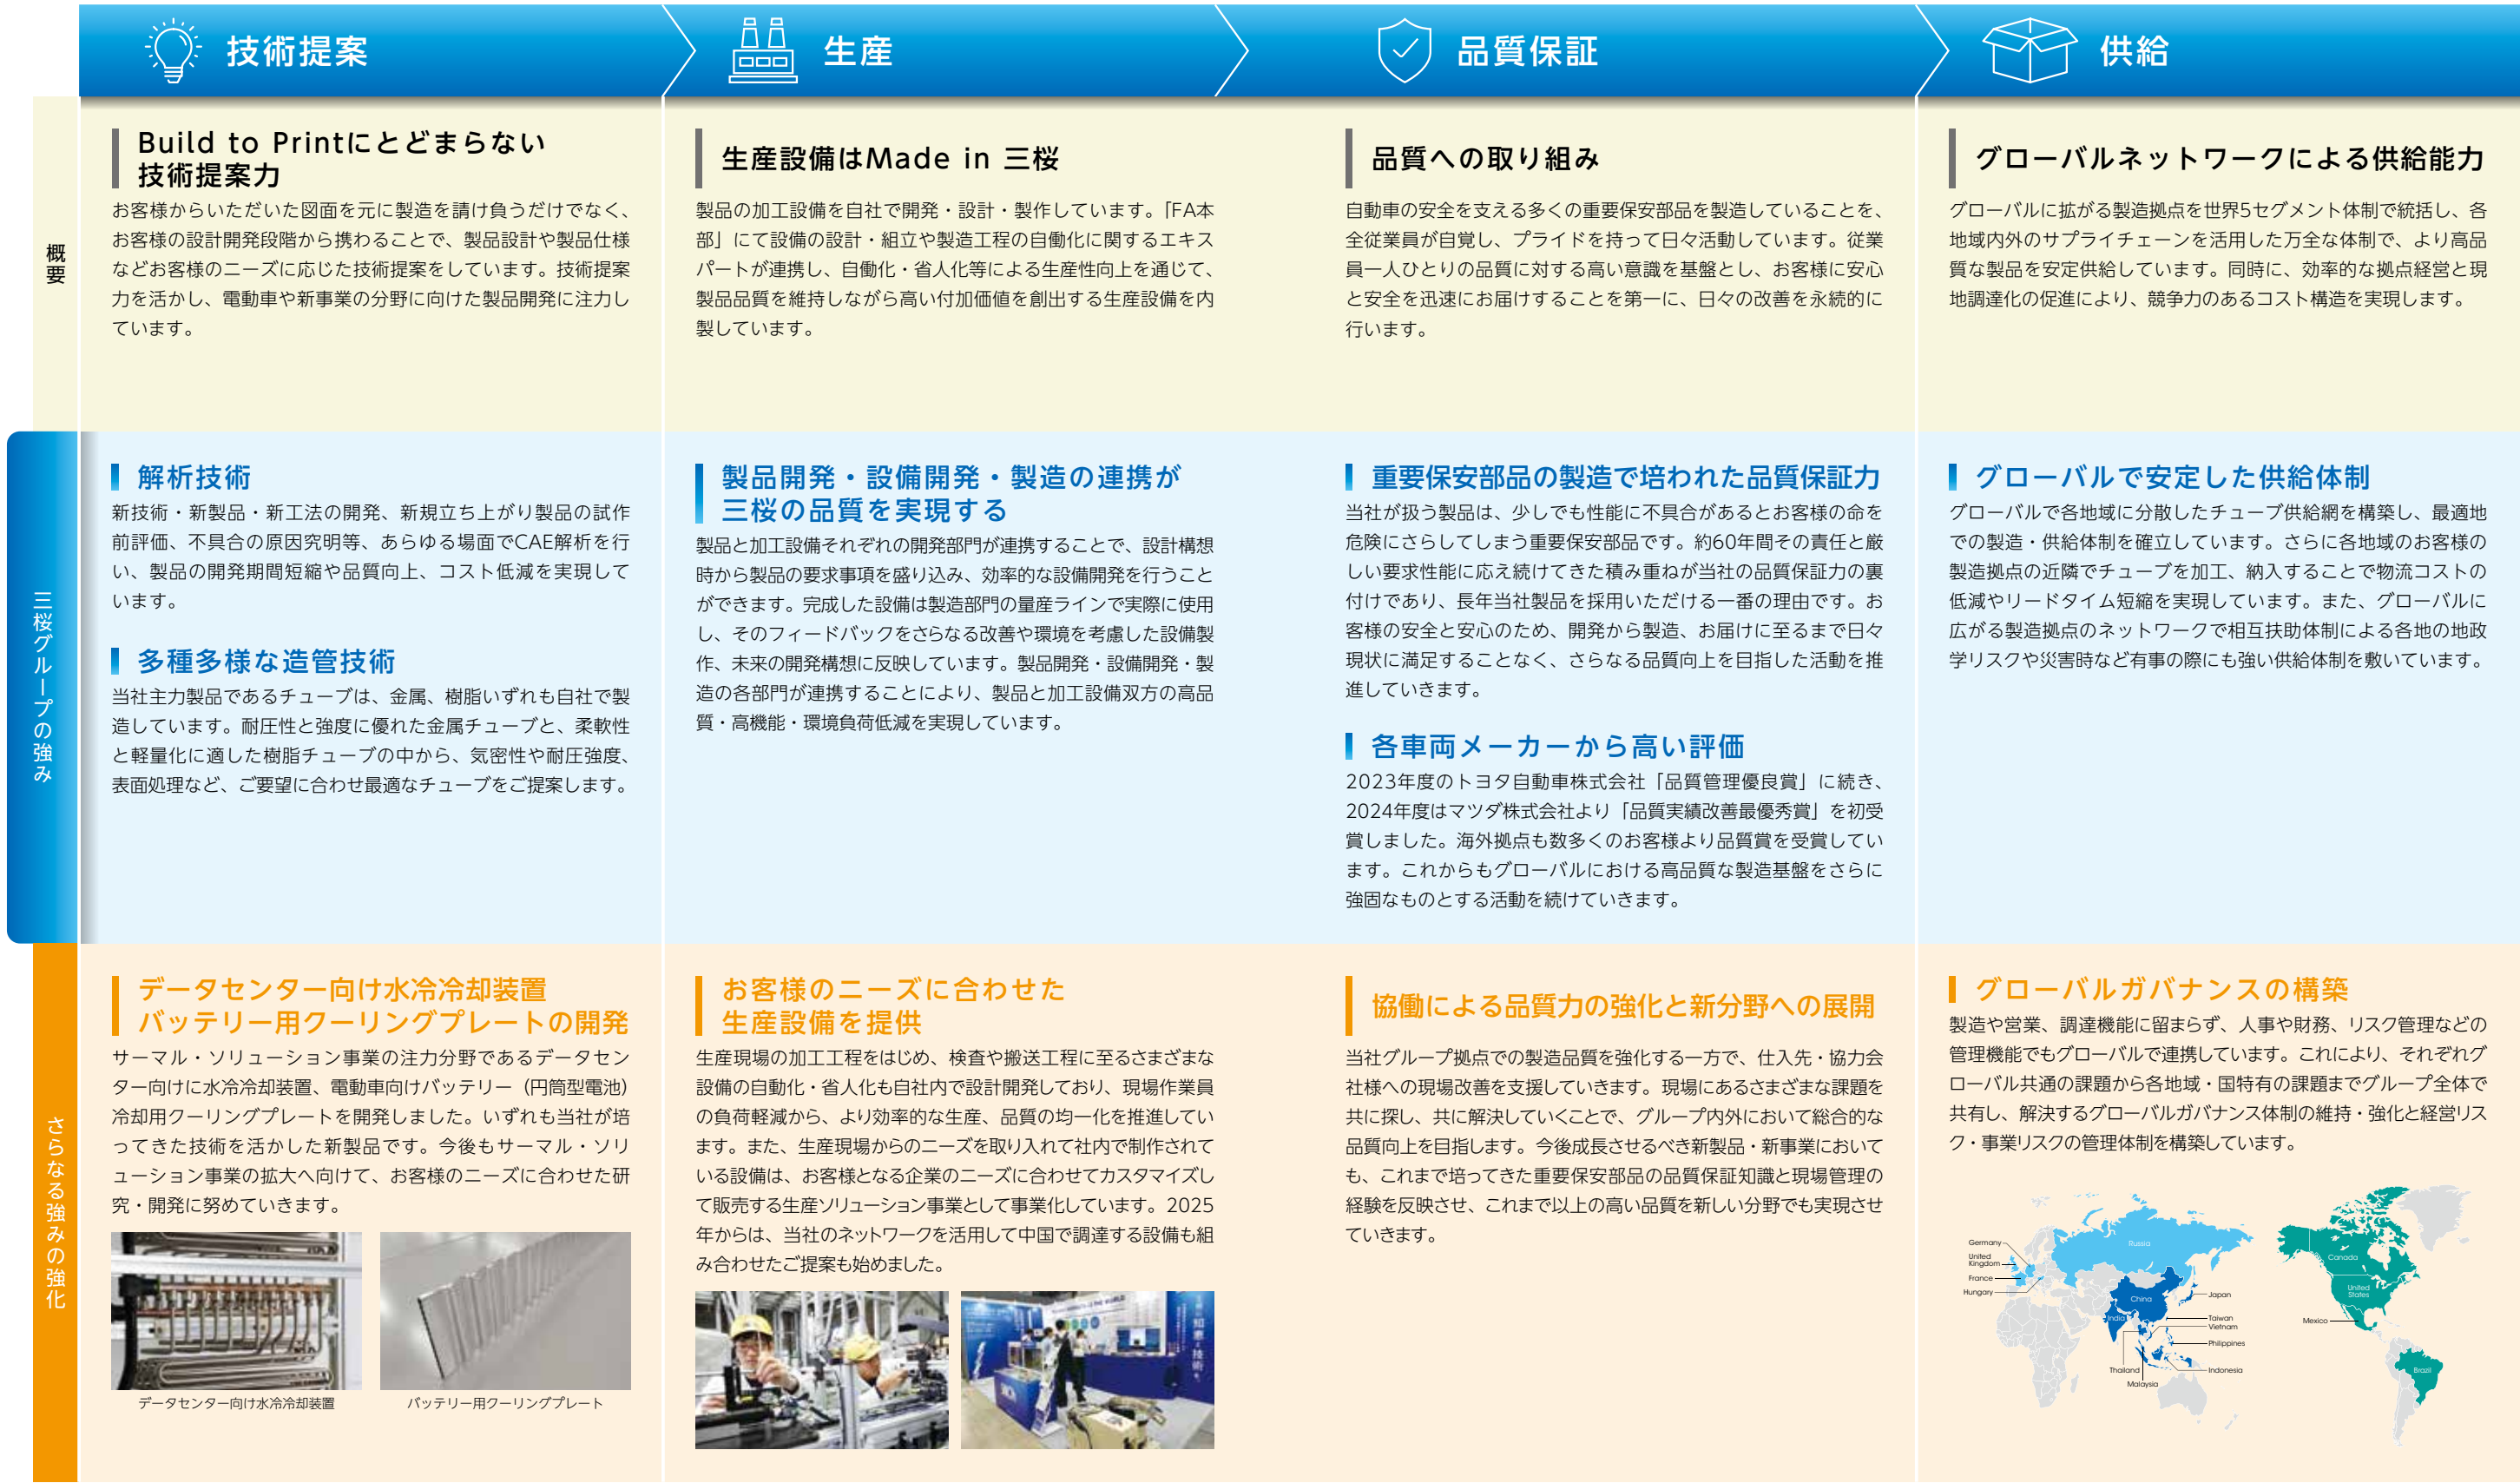 技術提案
生産
品質保証
供給
概要
Build to Printにとどまらない
技術提案力
お客様からいただいた図面を元に製造を請け負うだけでなく、
お客様の設計開発段階から携わることで、製品設計や製品仕様
などお客様のニーズに応じた技術提案をしています。技術提案
力を活かし、電動車や新事業の分野に向けた製品開発に注力し
ています。
生産設備はMade in 三桜
製品の加工設備を自社で開発・設計・製作しています。「FA本
部」にて設備の設計・組立や製造工程の自働化に関するエキス
パートが連携し、自働化・省人化等による生産性向上を通じて、
製品品質を維持しながら高い付加価値を創出する生産設備を内
製しています。
品質への取り組み
自動車の安全を支える多くの重要保安部品を製造していることを、
全従業員が自覚し、プライドを持って日々活動しています。従業
員一人ひとりの品質に対する高い意識を基盤とし、お客様に安心
と安全を迅速にお届けすることを第一に、日々の改善を永続的に
行います。
グローバルネットワークによる供給能力
グローバルに拡がる製造拠点を世界5セグメント体制で統括し、各
地域内外のサプライチェーンを活用した万全な体制で、より高品
質な製品を安定供給しています。同時に、効率的な拠点経営と現
地調達化の促進により、競争力のあるコスト構造を実現します。
三桜グループの強み
解析技術
新技術・新製品・新工法の開発、新規立ち上がり製品の試作
前評価、不具合の原因究明等、あらゆる場面でCAE解析を行
い、製品の開発期間短縮や品質向上、コスト低減を実現して
います。
多種多様な造管技術
当社主力製品であるチューブは、金属、樹脂いずれも自社で製
造しています。耐圧性と強度に優れた金属チューブと、柔軟性
と軽量化に適した樹脂チューブの中から、気密性や耐圧強度、
表面処理など、ご要望に合わせ最適なチューブをご提案します。
製品開発・設備開発・製造の連携が
三桜の品質を実現する
製品と加工設備それぞれの開発部門が連携することで、設計構想
時から製品の要求事項を盛り込み、効率的な設備開発を行うこと
ができます。完成した設備は製造部門の量産ラインで実際に使用
し、そのフィードバックをさらなる改善や環境を考慮した設備製
作、未来の開発構想に反映しています。製品開発・設備開発・製
造の各部門が連携することにより、製品と加工設備双方の高品
質・高機能・環境負荷低減を実現しています。
重要保安部品の製造で培われた品質保証力
当社が扱う製品は、少しでも性能に不具合があるとお客様の命を
危険にさらしてしまう重要保安部品です。約60年間その責任と厳
しい要求性能に応え続けてきた積み重ねが当社の品質保証力の裏
付けであり、長年当社製品を採用いただける一番の理由です。お
客様の安全と安心のため、開発から製造、お届けに至るまで日々
現状に満足することなく、さらなる品質向上を目指した活動を推
進していきます。
各車両メーカーから高い評価
2023年度のトヨタ自動車株式会社「品質管理優良賞」に続き、
2024年度はマツダ株式会社より「品質実績改善最優秀賞」を初受
賞しました。海外拠点も数多くのお客様より品質賞を受賞してい
ます。これからもグローバルにおける高品質な製造基盤をさらに
強固なものとする活動を続けていきます。
グローバルで安定した供給体制
グローバルで各地域に分散したチューブ供給網を構築し、最適地
での製造・供給体制を確立しています。さらに各地域のお客様の
製造拠点の近隣でチューブを加工、納入することで物流コストの
低減やリードタイム短縮を実現しています。また、グローバルに
広がる製造拠点のネットワークで相互扶助体制による各地の地政
学リスクや災害時など有事の際にも強い供給体制を敷いています。
さらなる強みの強化
データセンター向け水冷冷却装置
バッテリー用クーリングプレートの開発
サーマル・ソリューション事業の注力分野であるデータセン
ター向けに水冷冷却装置、電動車向けバッテリー（円筒型電池）
冷却用クーリングプレートを開発しました。いずれも当社が培
ってきた技術を活かした新製品です。今後もサーマル・ソリ
ューション事業の拡大へ向けて、お客様のニーズに合わせた研
究・開発に努めていきます。
データセンター向け水冷冷却装置
バッテリー用クーリングプレート
お客様のニーズに合わせた
生産設備を提供
生産現場の加工工程をはじめ、検査や搬送工程に至るさまざまな
設備の自動化・省人化も自社内で設計開発しており、現場作業員
の負荷軽減から、より効率的な生産、品質の均一化を推進してい
ます。また、生産現場からのニーズを取り入れて社内で制作されて
いる設備は、お客様となる企業のニーズに合わせてカスタマイズし
て販売する生産ソリューション事業として事業化しています。2025
年からは、当社のネットワークを活用して中国で調達する設備も組
み合わせたご提案も始めました。
協働による品質力の強化と新分野への展開
当社グループ拠点での製造品質を強化する一方で、仕入先・協力会
社様への現場改善を支援していきます。現場にあるさまざまな課題を
共に探し、共に解決していくことで、グループ内外において総合的な
品質向上を目指します。今後成長させるべき新製品・新事業において
も、これまで培ってきた重要保安部品の品質保証知識と現場管理の
経験を反映させ、これまで以上の高い品質を新しい分野でも実現させ
ていきます。
グローバルガバナンスの構築
製造や営業、調達機能に留まらず、人事や財務、リスク管理などの
管理機能でもグローバルで連携しています。これにより、それぞれグ
ローバル共通の課題から各地域・国特有の課題までグループ全体で
共有し、解決するグローバルガバナンス体制の維持・強化と経営リス
ク・事業リスクの管理体制を構築しています。
Germany
United
Kingdom
France
Hungary
Russia
China
India
Japan
Taiwan
Vietnam
Philippines
Thailand
Malaysia
Indonesia
Canada
United
States
Mexico
Brazil